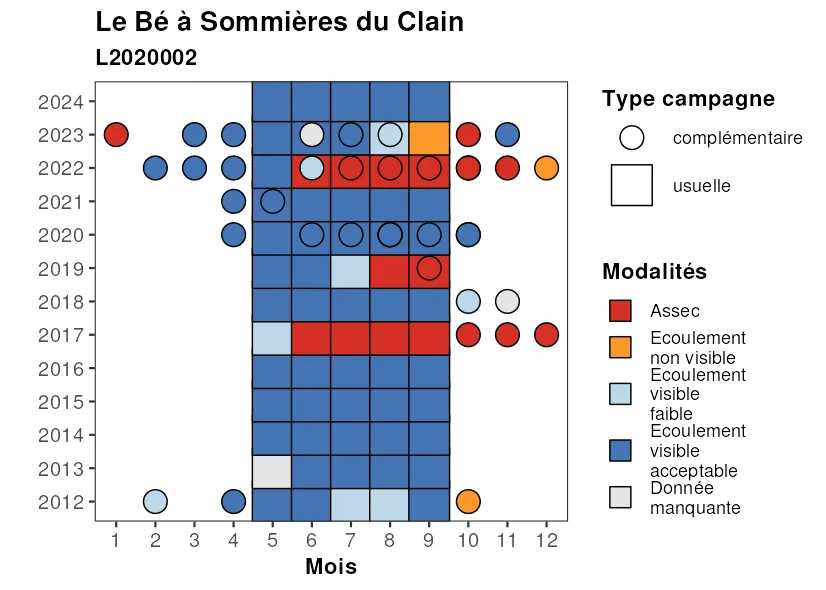 Le Bé à Sommières du Clain
L2020002
2024
2023
2022
2021
2020
2019
2018
2017
2016
2015
2014
2013
2012
1 2 3 4 5 6 7 8 9 10 11 12
Mois
Type campagne
complémentaire
usuelle
Modalités
Assec
Ecoulement
non visible
Ecoulement
visible
faible
Ecoulement
visible
acceptable
Donnée
manquante